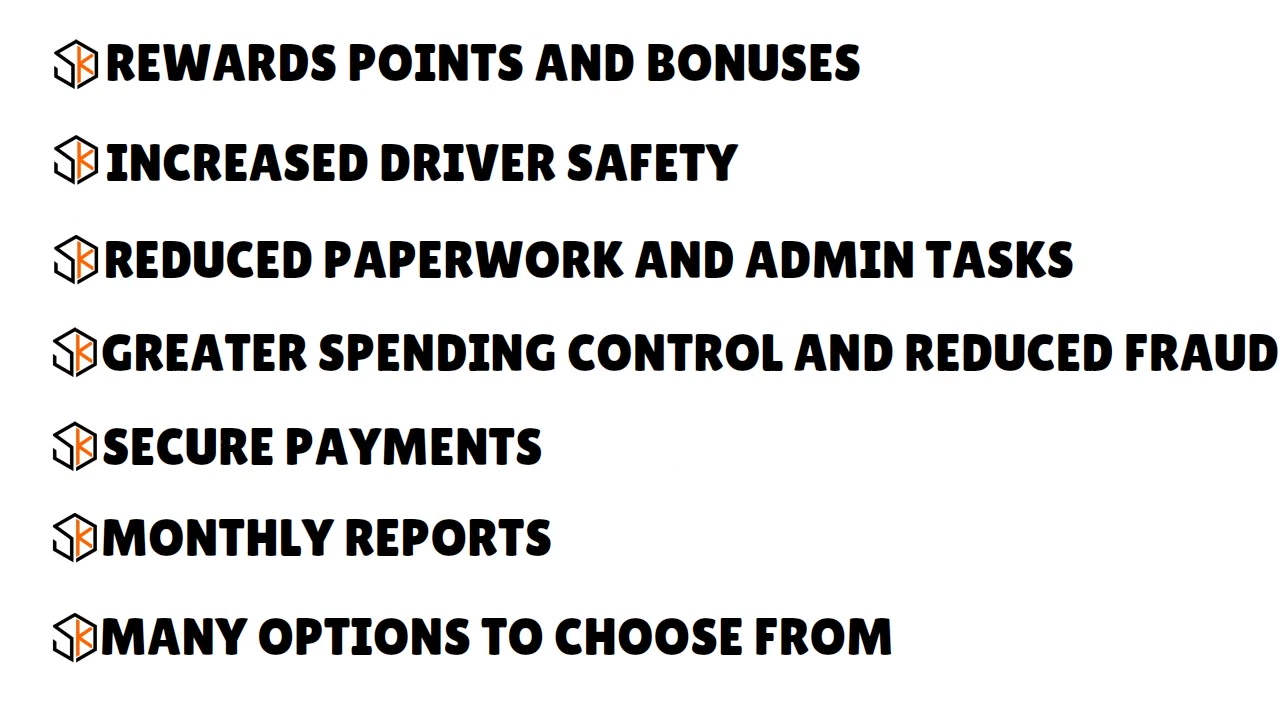 REWARDS POINTS AND BONUSES
INCREASED DRIVER SAFETY
REDUCED PAPERWORK AND ADMIN TASKS
GREATER SPENDING CONTROL AND REDUCED FRAUD
SECURE PAYMENTS
MONTHLY REPORTS
MANY OPTIONS TO CHOOSE FROM